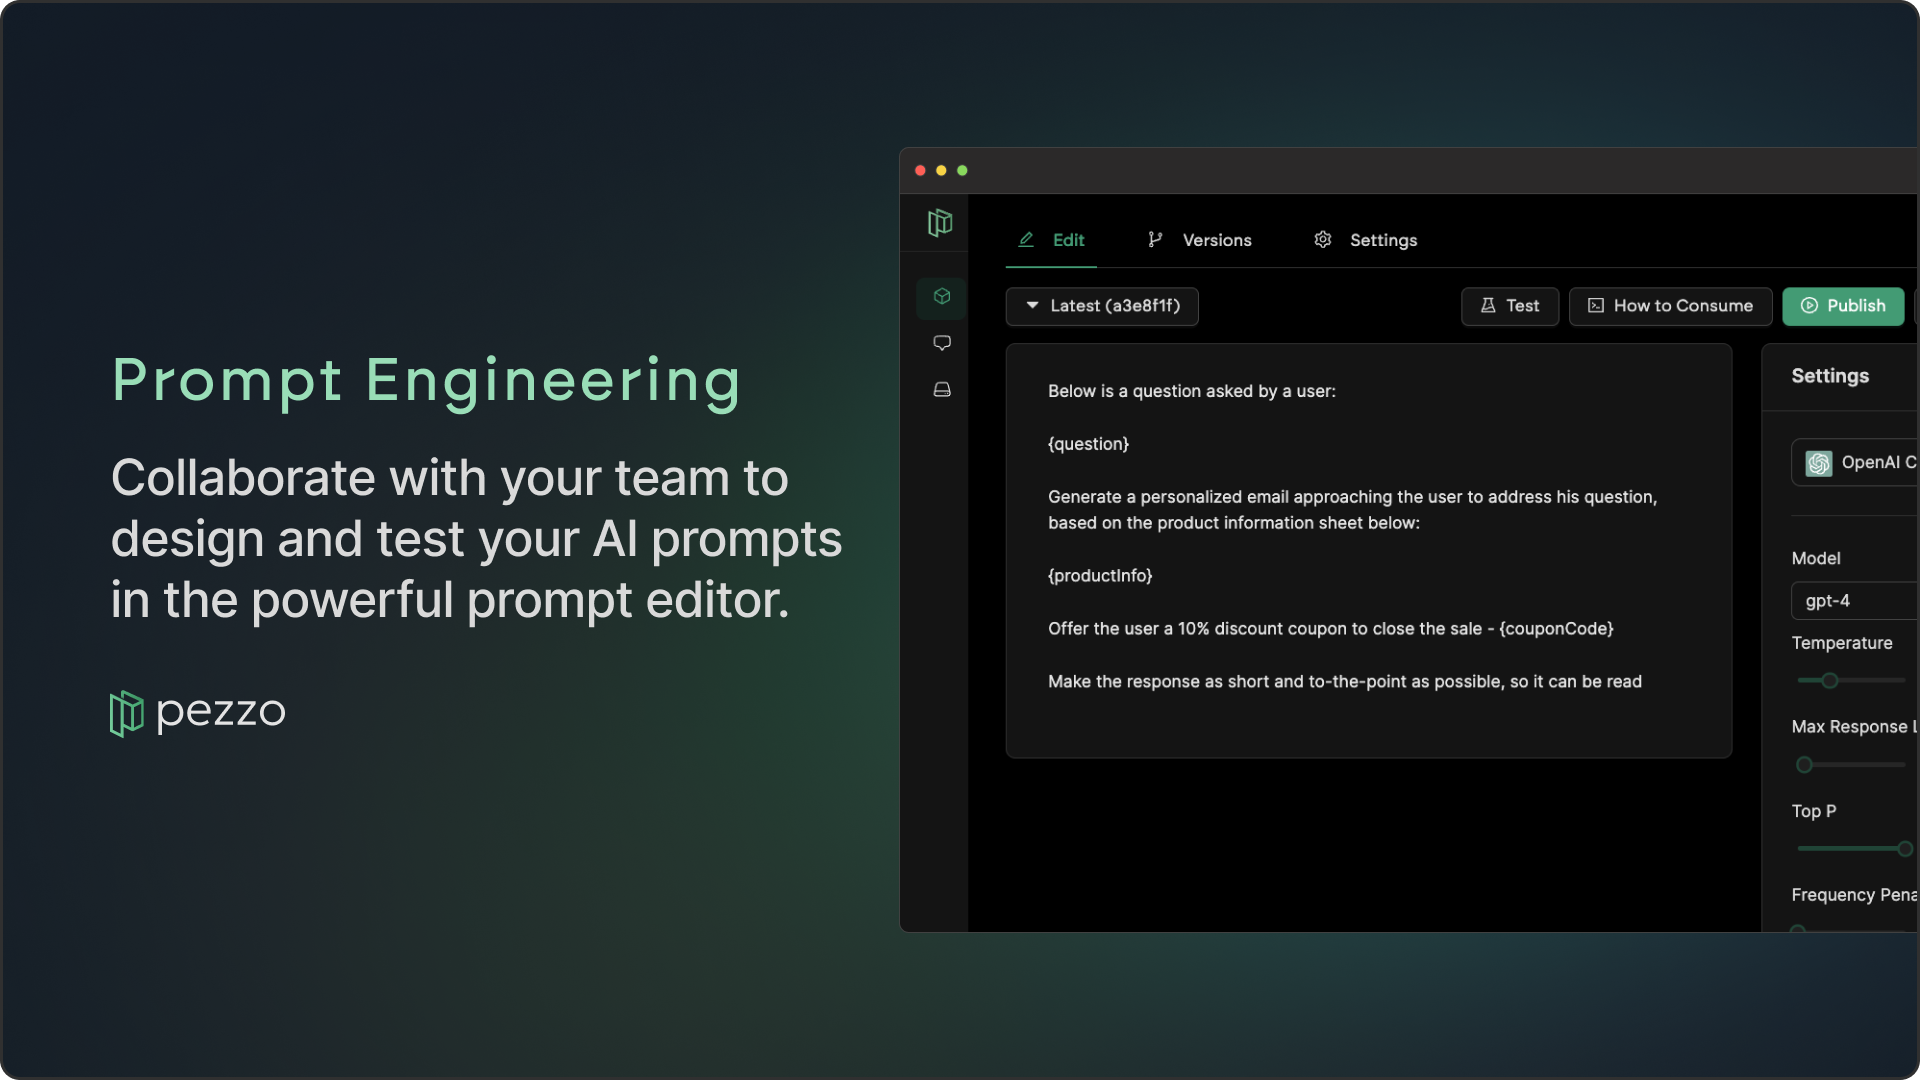 Prompt Engineering
Collaborate with your team to
design and test your AI prompts
in the powerful prompt editor.
pezzo
Edit
Versions
Settings
Latest (a3e8f1f)
Test
How to Consume
Publish
Below is a question asked by a user:
{question}
Generate a personalized email approaching the user to address his question,
based on the product information sheet below:
{productInfo}
Offer the user a 10% discount coupon to close the sale - {couponCode}
Make the response as short and to-the-point as possible, so it can be read
Settings
OpenAI C
Model
gpt-4
Temperature
Max Response L
Top P
Frequency Pena